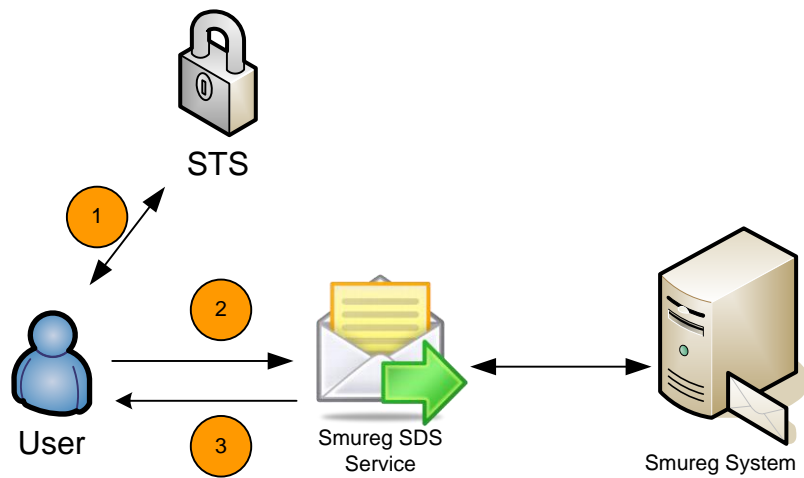 STS
1
2
User
3
Smureg SDS
Service
Smureg System